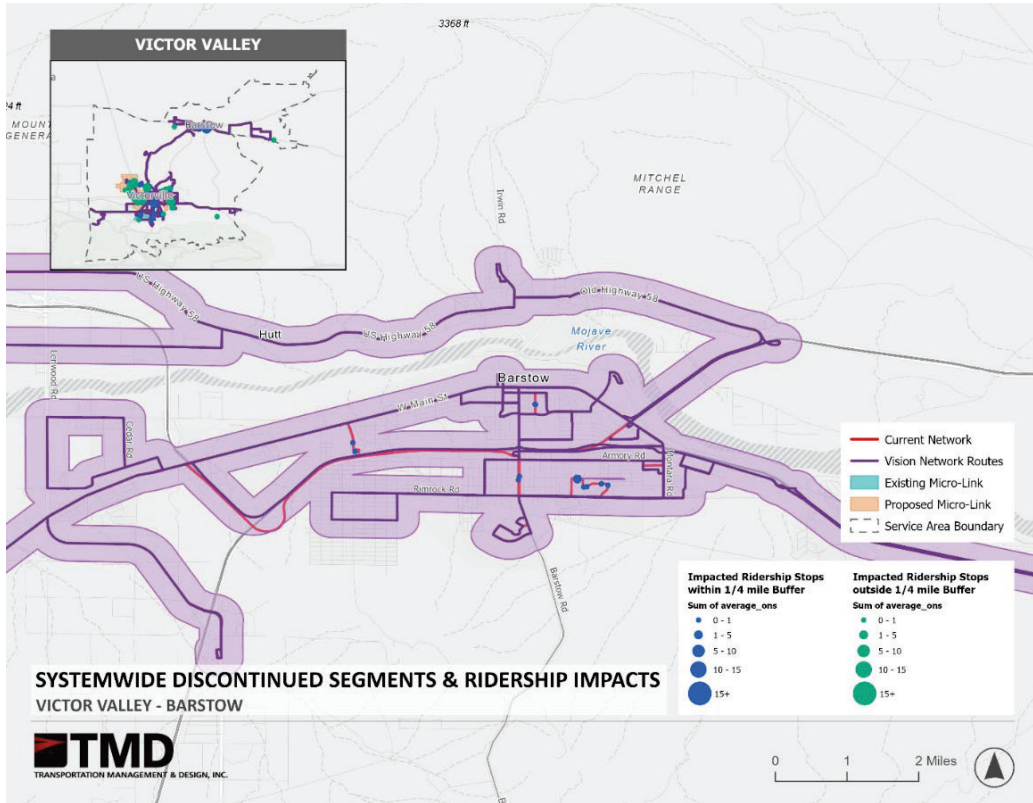 3368 ft
VICTOR VALLEY
Barstow
Victorville
24 ft
MOUNT
GENERA
MITCHEL
RANGE
Irwin Rd
US Highway 58
Old Highway 58
Hutt
US Highway 58
Mojave
River
Lenwood Rd
Barstow
W Main St
Cedar Rd
Armory Rd
Montara Rd
Rimrock Rd
Barstow Rd
Current Network
Vision Network Routes
Existing Micro-Link
Proposed Micro-Link
Service Area Boundary
Impacted Ridership Stops
within 1/4 mile Buffer
Sum of average_ons
0 - 1
1 - 5
5 - 10
10 - 15
15+
Impacted Ridership Stops
outside 1/4 mile Buffer
Sum of average_ons
0 - 1
1 - 5
5 - 10
10 - 15
15+
SYSTEMWIDE DISCONTINUED SEGMENTS & RIDERSHIP IMPACTS
VICTOR VALLEY - BARSTOW
TMD
TRANSPORTATION MANAGEMENT & DESIGN, INC.
0 1 2 Miles